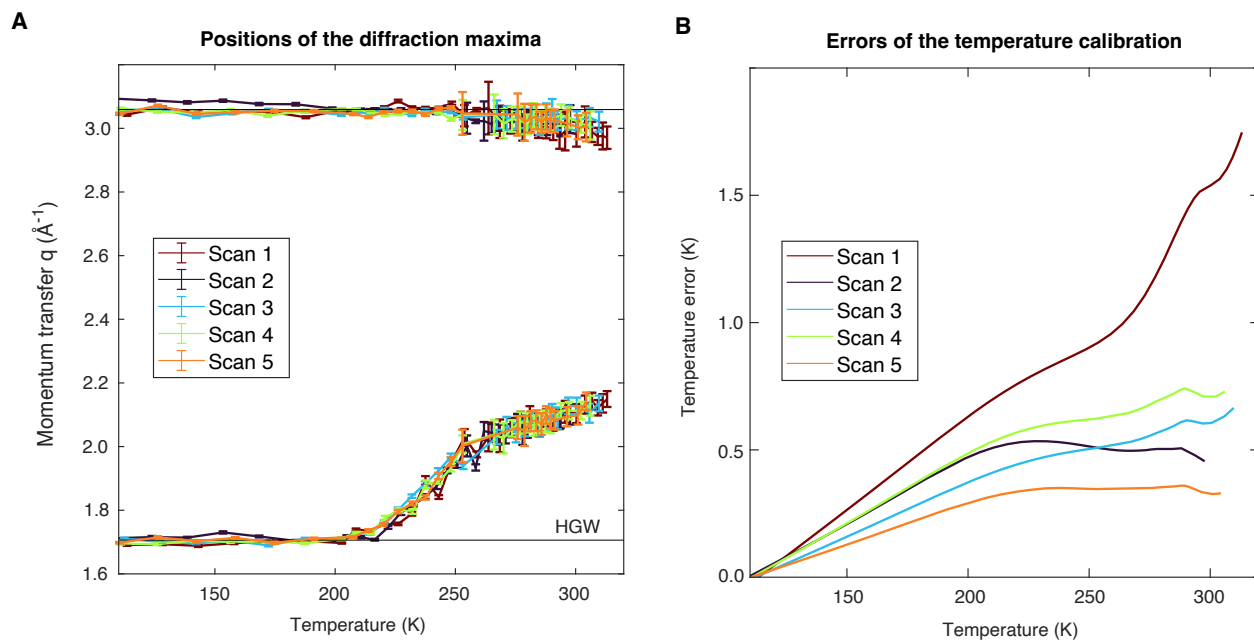 A
Positions of the diffraction maxima
3.0
2.8
2.6
2.4
2.2
2.0
1.8
1.6
Momentum transfer q (Å⁻¹)
Scan 1
Scan 2
Scan 3
Scan 4
Scan 5
HGW
150
200
250
300
Temperature (K)
B
Errors of the temperature calibration
1.5
1.0
0.5
0.0
Temperature error (K)
Scan 1
Scan 2
Scan 3
Scan 4
Scan 5
150
200
250
300
Temperature (K)